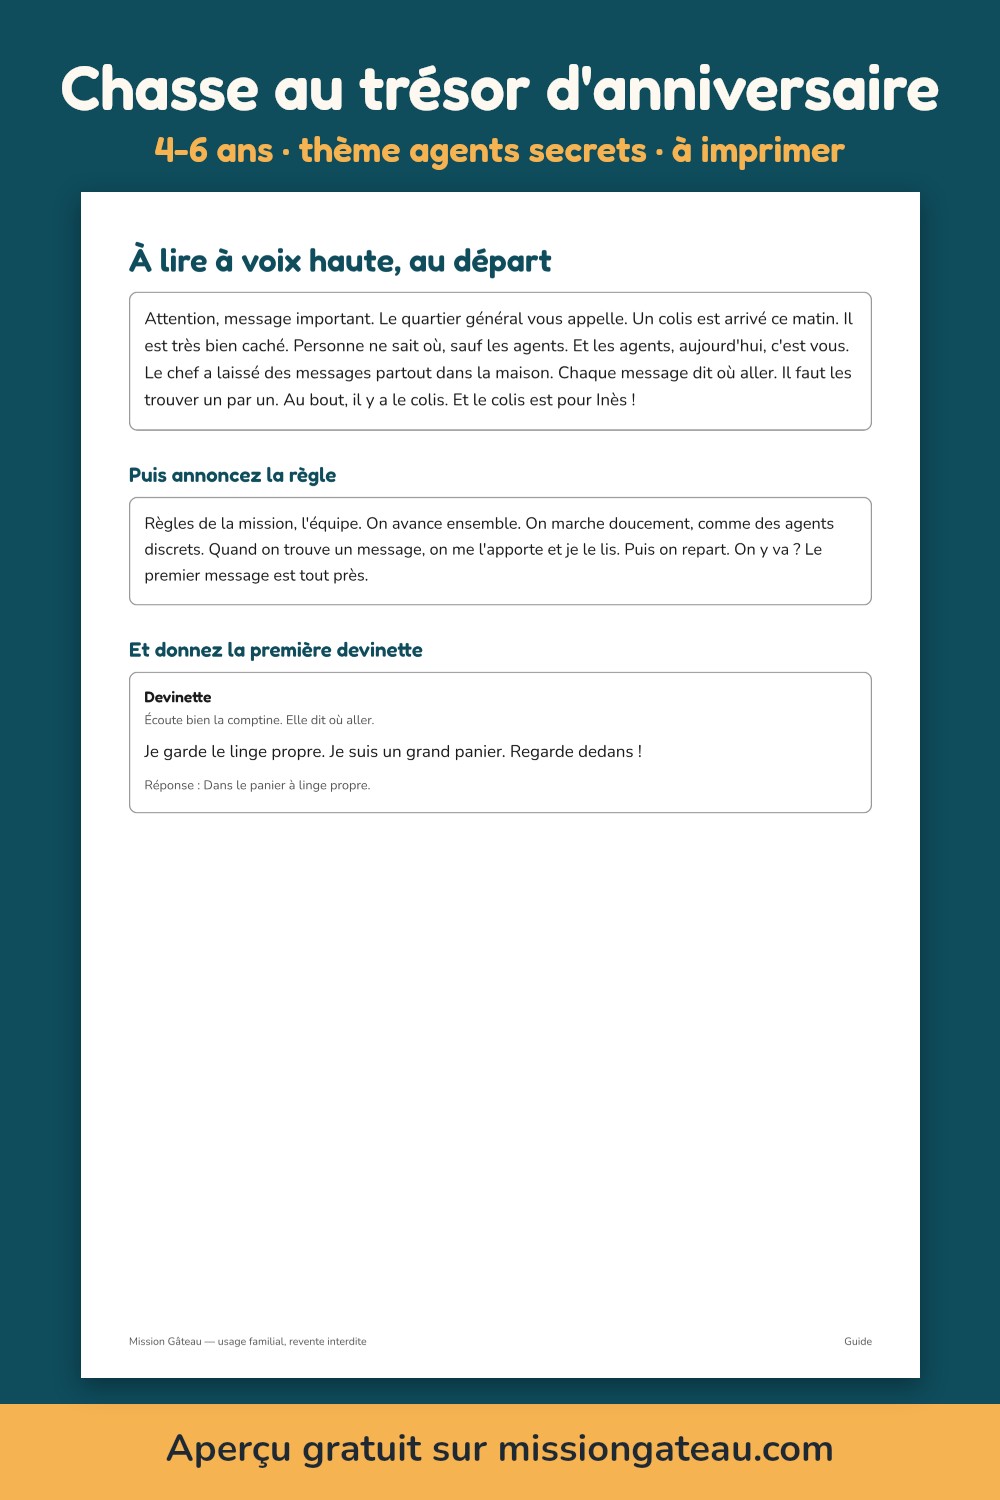 Chasse au trésor d'anniversaire
4-6 ans · thème agents secrets · à imprimer
À lire à voix haute, au départ
Attention, message important. Le quartier général vous appelle. Un colis est arrivé ce matin. Il
est très bien caché. Personne ne sait où, sauf les agents. Et les agents, aujourd'hui, c'est vous.
Le chef a laissé des messages partout dans la maison. Chaque message dit où aller. Il faut les
trouver un par un. Au bout, il y a le colis. Et le colis est pour Inès !
Puis annoncez la règle
Règles de la mission, l'équipe. On avance ensemble. On marche doucement, comme des agents
discrets. Quand on trouve un message, on me l'apporte et je le lis. Puis on repart. On y va ? Le
premier message est tout près.
Et donnez la première devinette
Devinette
Écoute bien la comptine. Elle dit où aller.
Je garde le linge propre. Je suis un grand panier. Regarde dedans !
Réponse : Dans le panier à linge propre.
Mission Gâteau — usage familial, revente interdite
Guide
Aperçu gratuit sur missiongateau.com